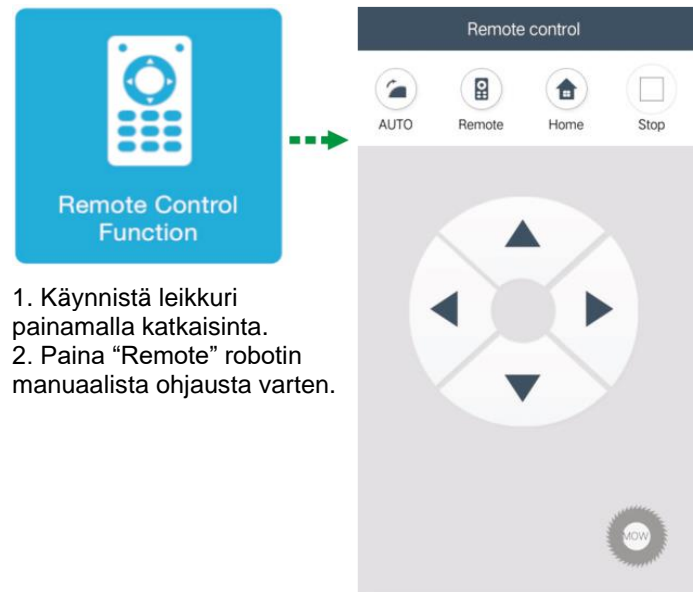 Remote Control
Function
1. Käynnistä leikkuri
painamalla katkaisinta.
2. Paina “Remote” robotin
manuaalista ohjausta varten.
Remote control
AUTO
Remote
Home
Stop
MOW